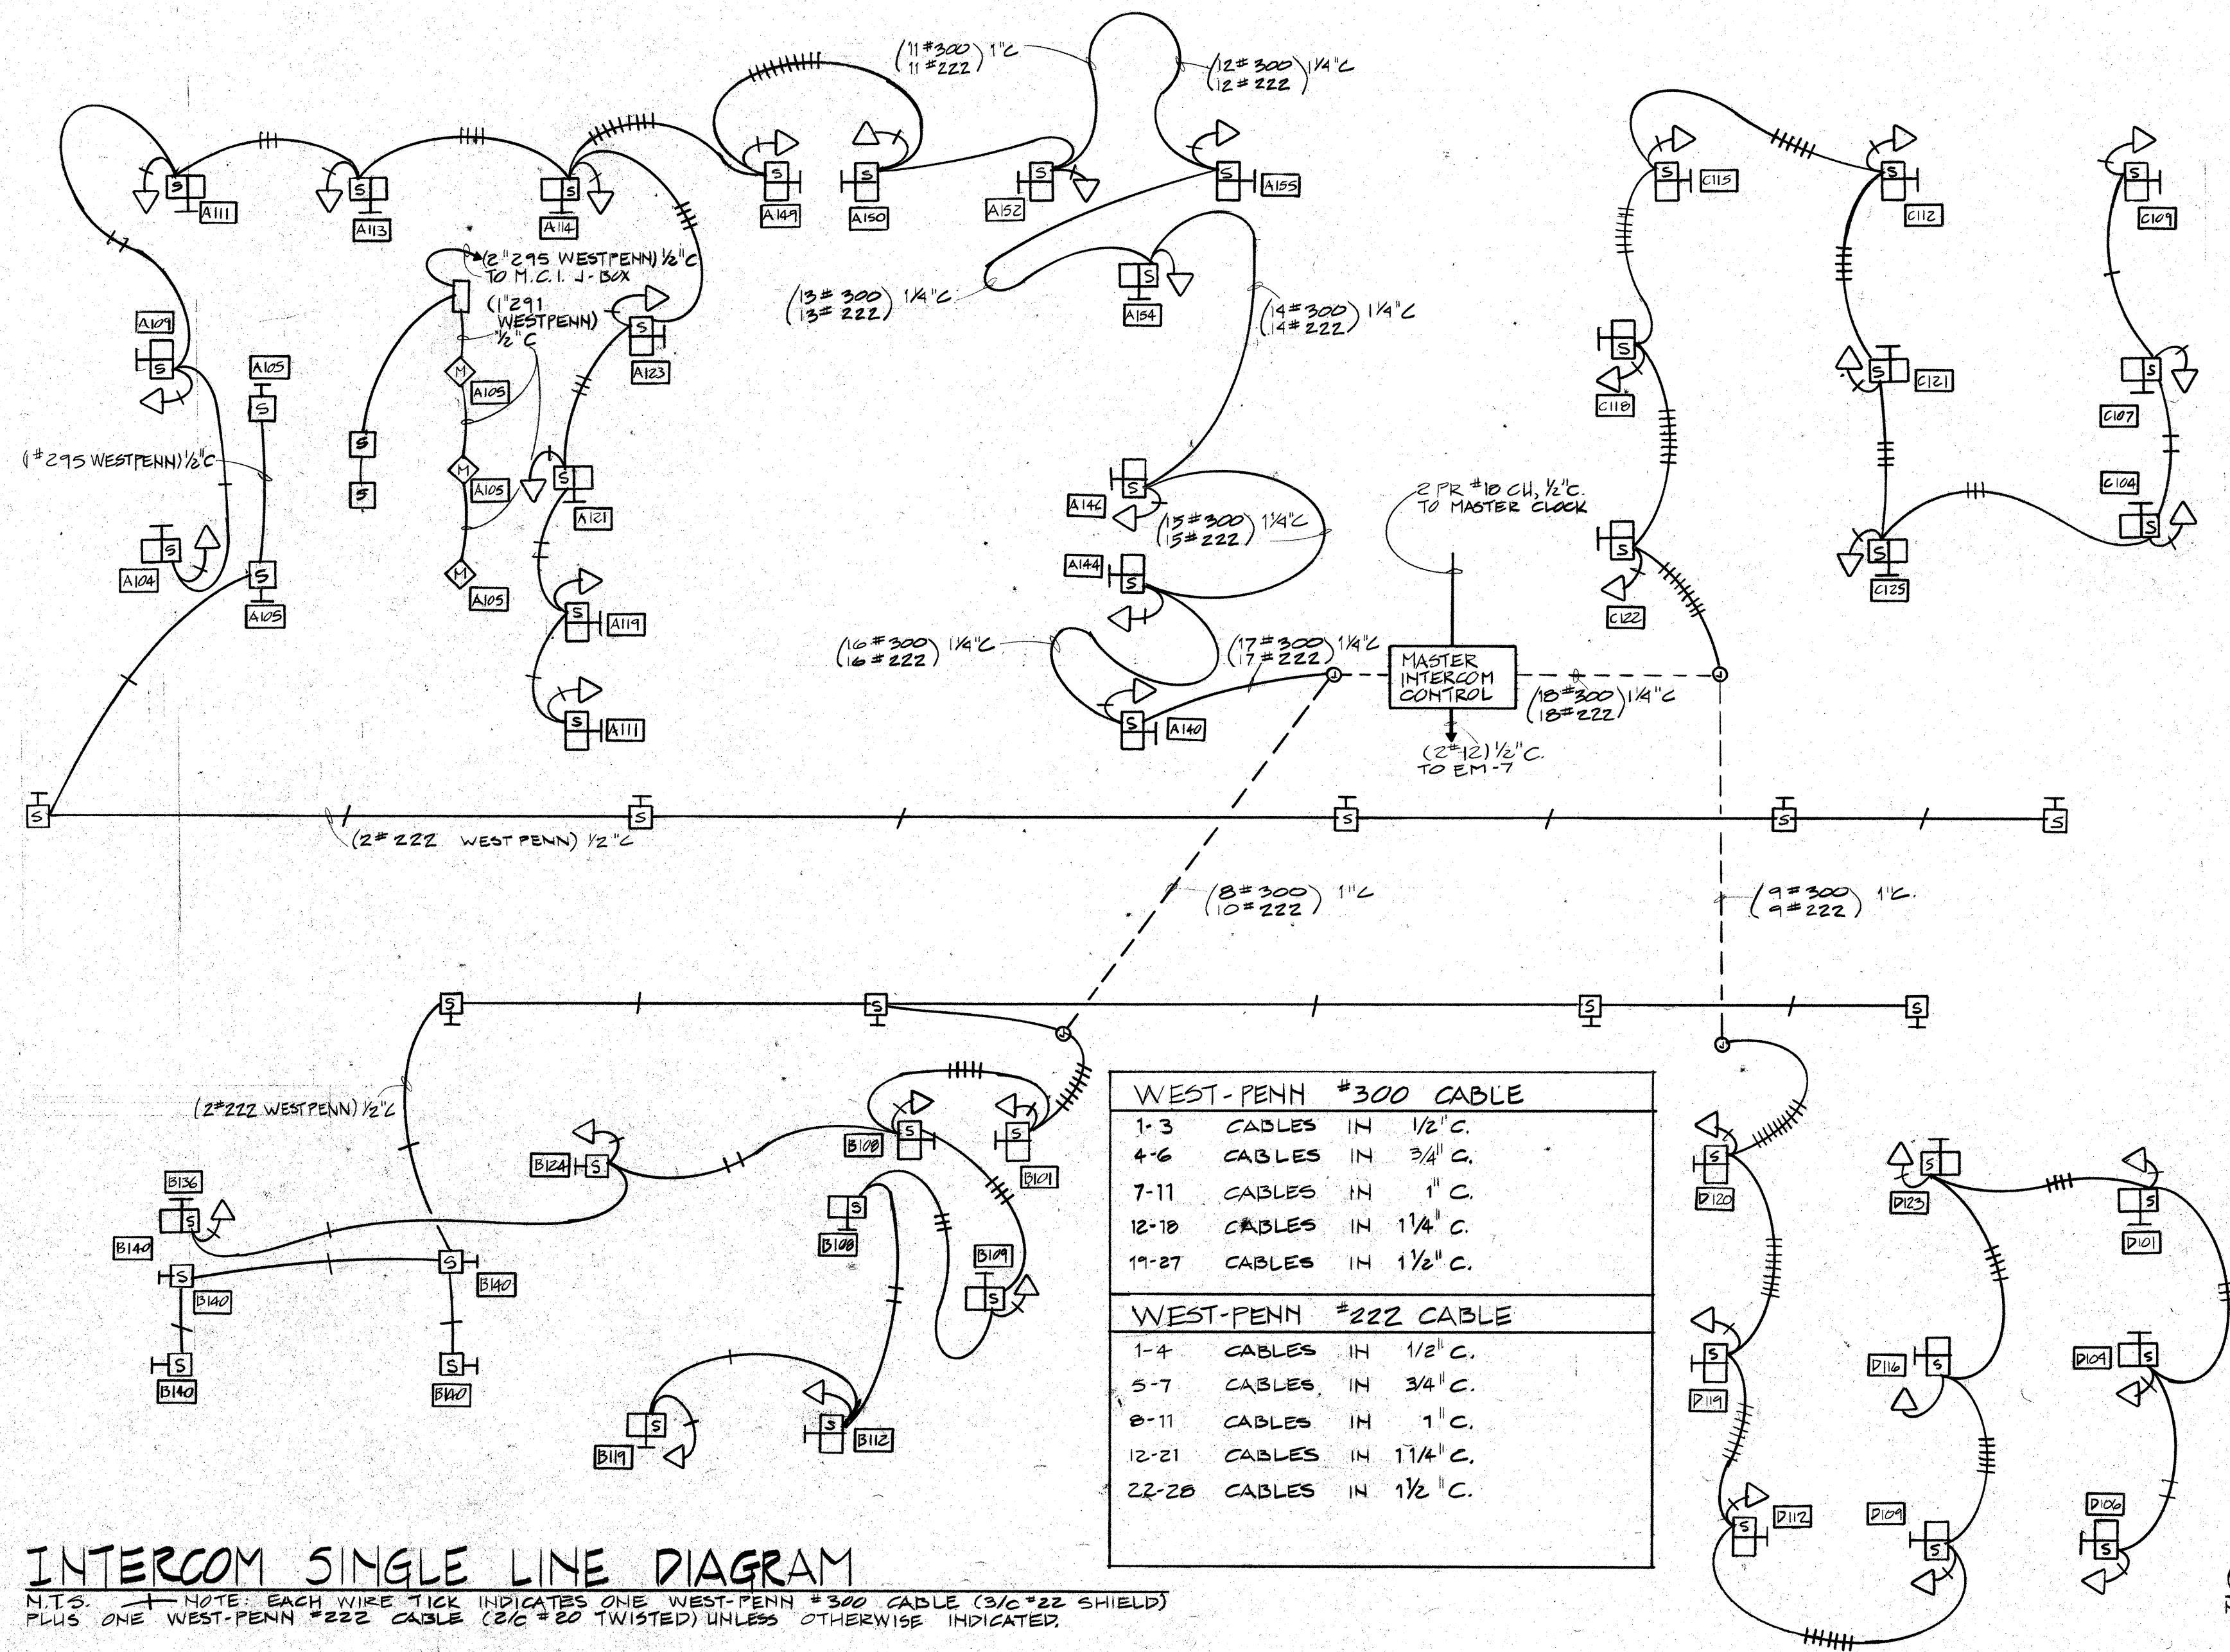 (11#300) 1"C
11#222
(12#300) 1¼"C
12#222
A111
A113
A114
A149
A150
A152
A155
C115
C112
C109
(2#295 WESTPENN) ½"C
TO M.C.I. J-BOX
(1#291
WESTPENN)
½"C
(13#300) 1¼"C
13#222
A154
(14#300) 1¼"C
14#222
A109
A105
A105
A123
C118
C121
C107
(1#295 WESTPENN) ½"C
A105
A121
A146
(15#300) 1¼"C
15#222
2 PR #18 CU, ½"C.
TO MASTER CLOCK
C104
A104
A105
A105
A144
C122
C125
A119
(16#300) 1¼"C
16#222
(17#300) 1¼"C
17#222
MASTER
INTERCOM
CONTROL
(18#300) 1¼"C
18#222
A111
A140
(2#12) ½"C.
TO EM-7
(2#222 WEST PENN) ½"C
(8#300) 1"C
10#222
(9#300) 1"C.
9#222
(2#222 WESTPENN) ½"C
B124
B108
B101
B136
B140
B140
B140
B108
B109
B140
B140
B119
B112
WEST-PENN #300 CABLE
1-3 CABLES IN 1/2" C.
4-6 CABLES IN 3/4" C.
7-11 CABLES IN 1" C.
12-18 CABLES IN 1 1/4" C.
19-27 CABLES IN 1 1/2" C.
WEST-PENN #222 CABLE
1-4 CABLES IN 1/2" C.
5-7 CABLES IN 3/4" C.
8-11 CABLES IN 1" C.
12-21 CABLES IN 1 1/4" C.
22-28 CABLES IN 1 1/2" C.
D120
D123
D101
D119
D116
D104
D112
D109
D106
INTERCOM SINGLE LINE DIAGRAM
N.T.S. NOTE: EACH WIRE TICK INDICATES ONE WEST-PENN #300 CABLE (3/C #22 SHIELD)
PLUS ONE WEST-PENN #222 CABLE (2/C #20 TWISTED) UNLESS OTHERWISE INDICATED.